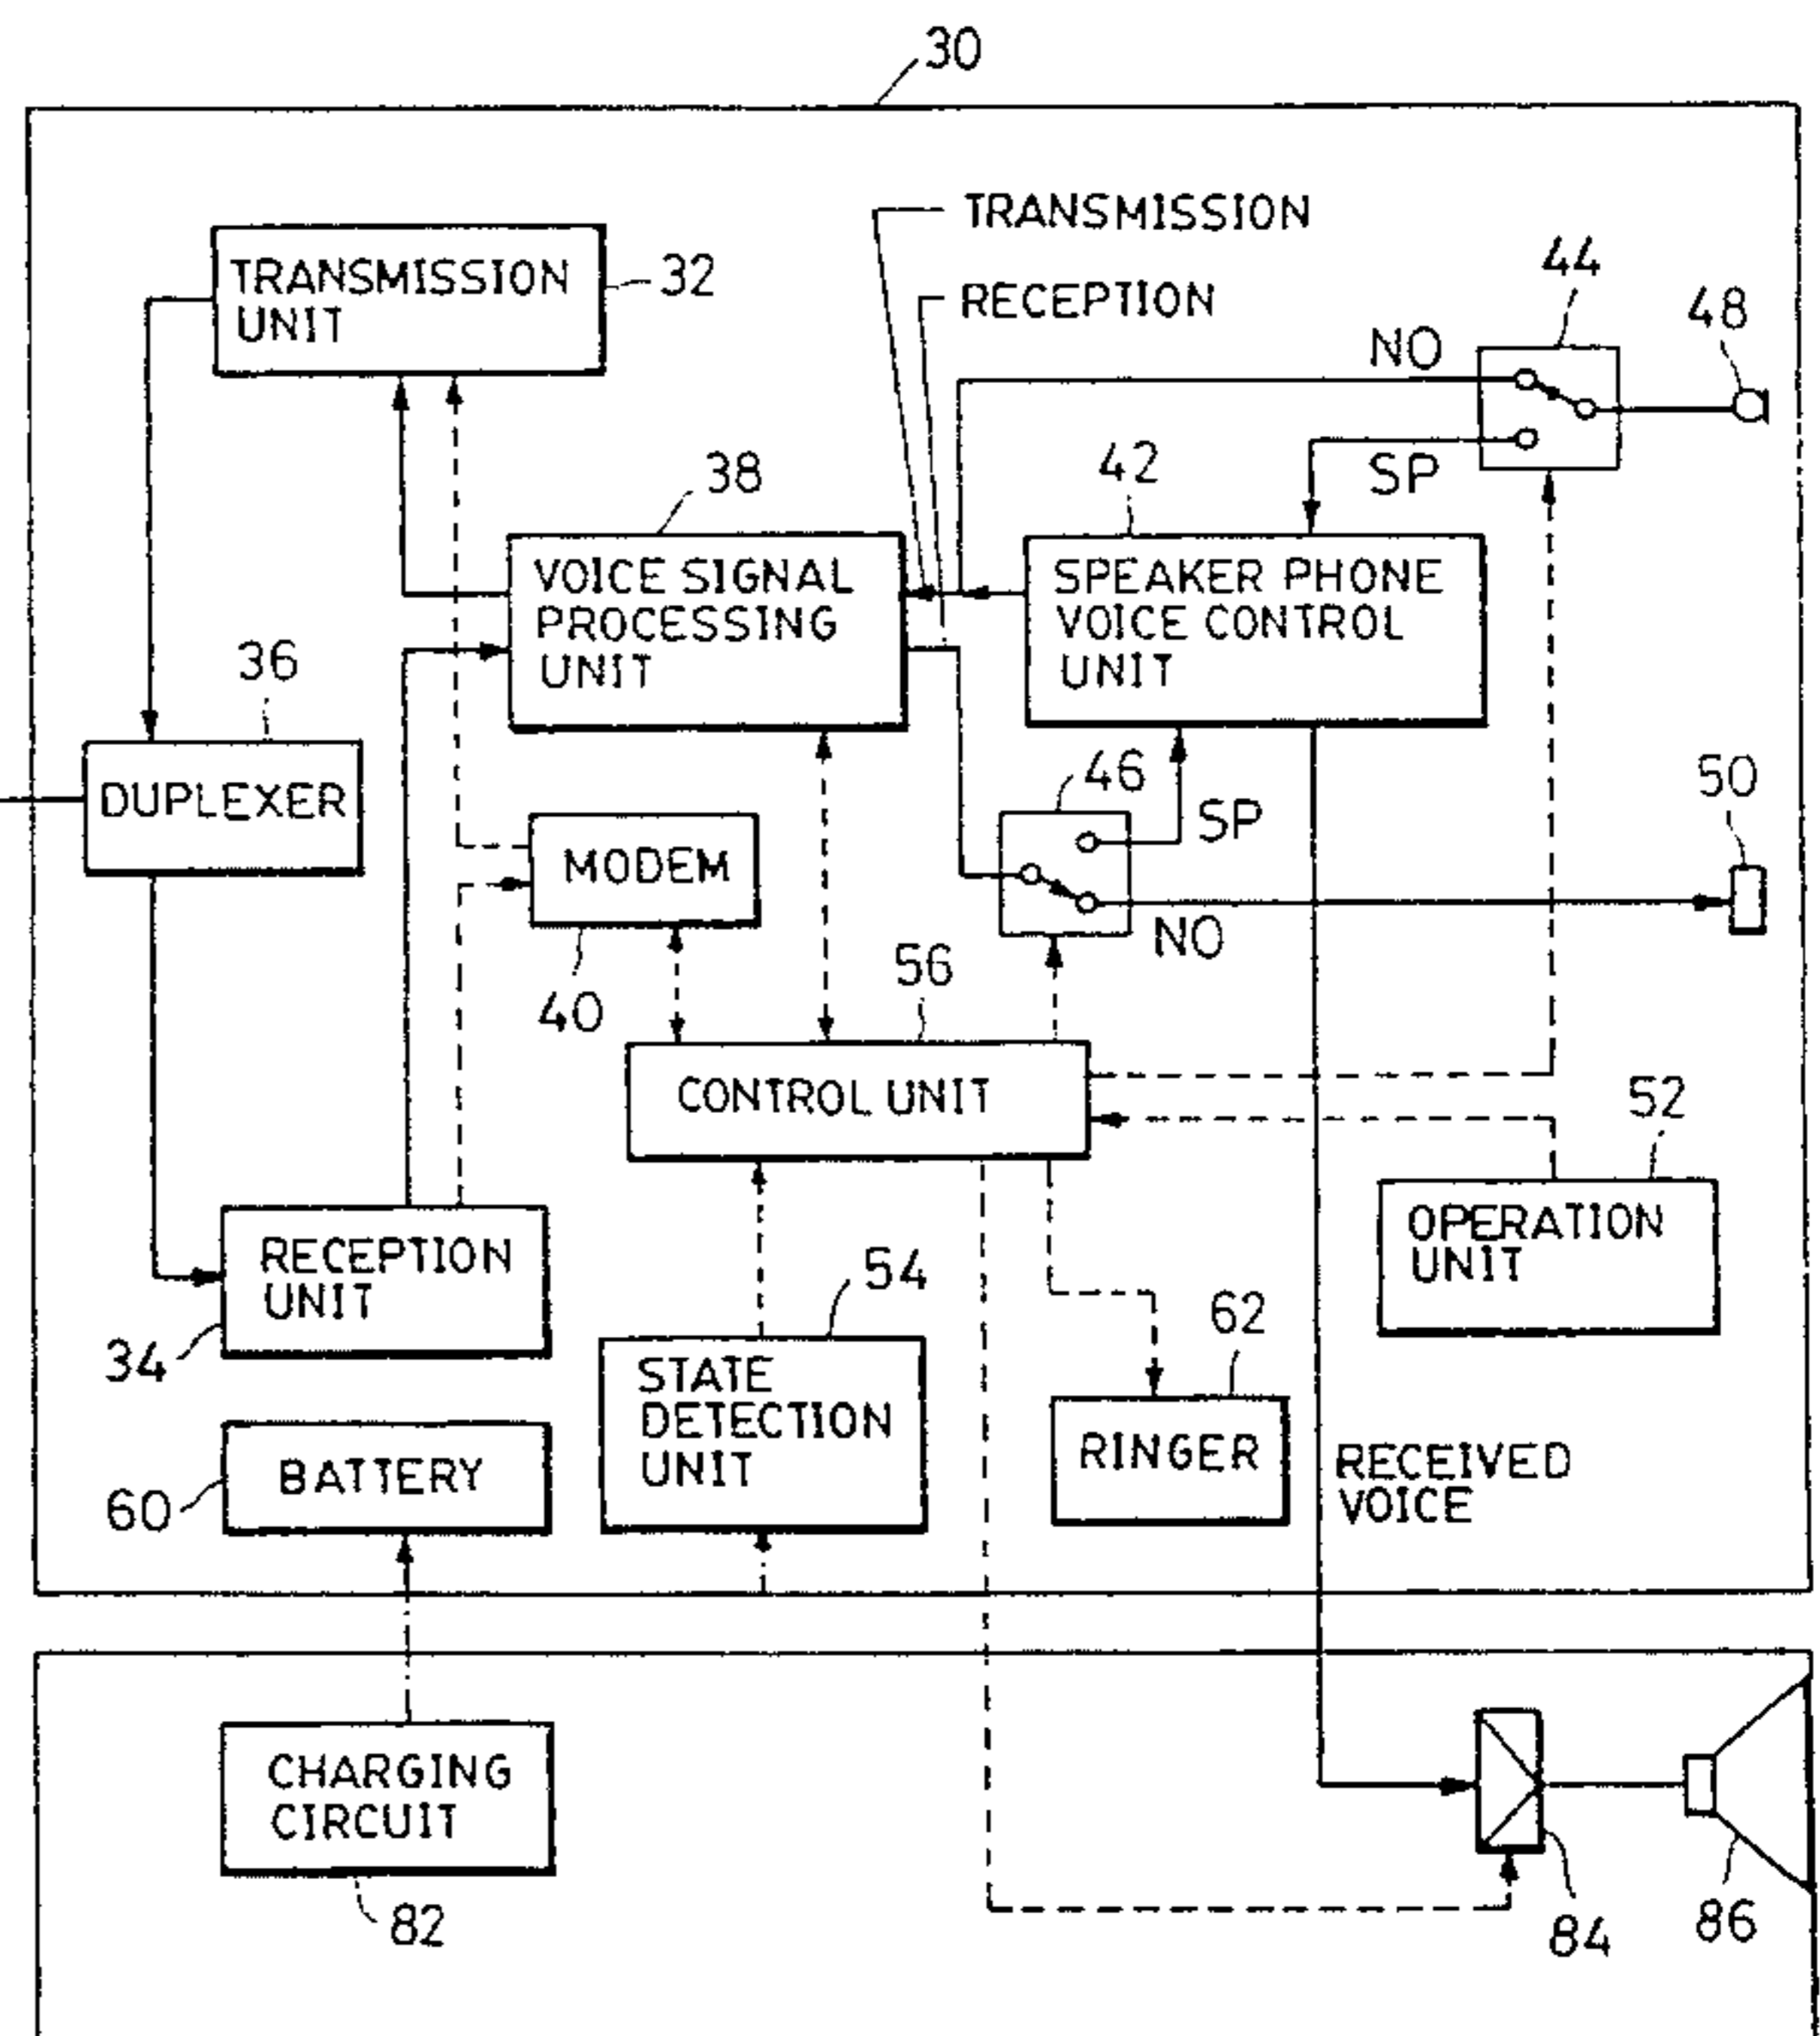 30
TRANSMISSION
TRANSMISSION
UNIT
32
RECEPTION
44
48
NO
SP
38
42
VOICE SIGNAL
PROCESSING
UNIT
SPEAKER PHONE
VOICE CONTROL
UNIT
36
DUPLEXER
46
SP
50
MODEM
NO
40
56
CONTROL UNIT
52
OPERATION
UNIT
RECEPTION
UNIT
34
54
62
STATE
DETECTION
UNIT
RINGER
RECEIVED
VOICE
BATTERY
60
CHARGING
CIRCUIT
82
84
86